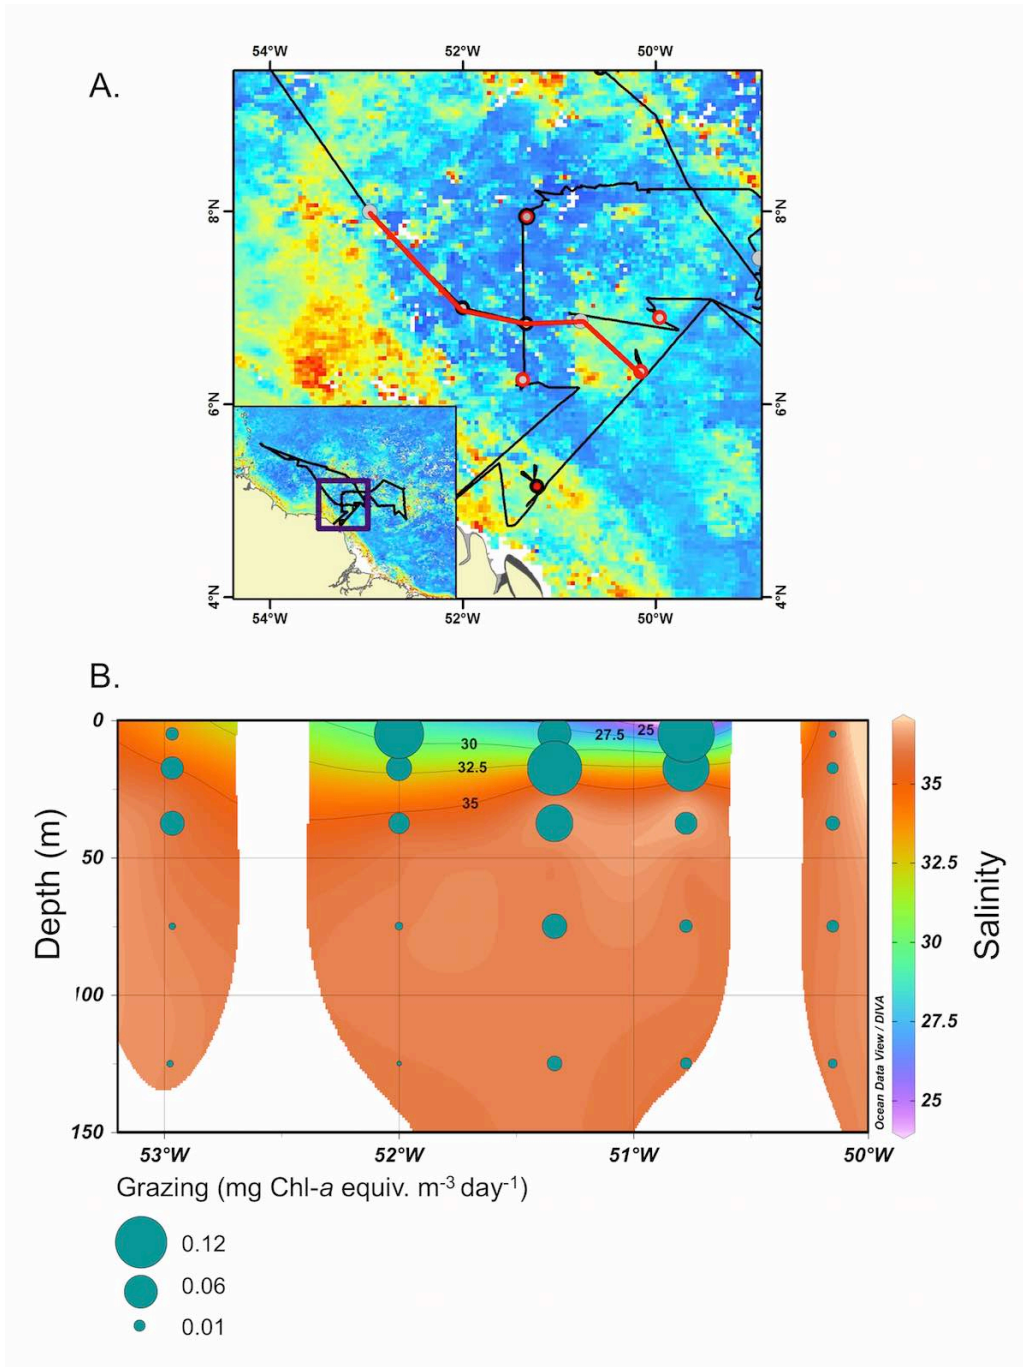 A.
54°W 52°W 50°W
8°N 8°N
6°N 6°N
4°N 4°N
54°W 52°W 50°W
B.
0
50
100
150
Depth (m)
25
27.5
30
32.5
35
53°W 52°W 51°W 50°W
Ocean Data View / DIVA
35
32.5
30
27.5
25
Salinity
Grazing (mg Chl-a equiv. m-3 day-1)
0.12
0.06
0.01